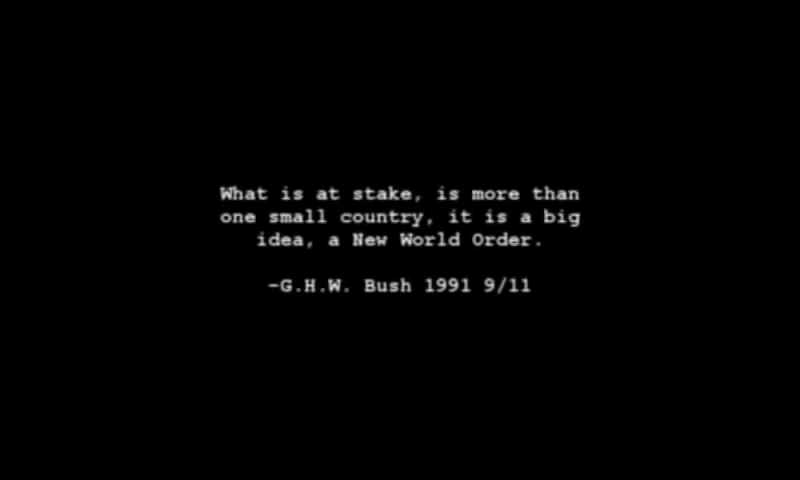 What is at stake, is more than
one small country, it is a big
idea, a New World Order.
-G.H.W. Bush 1991 9/11